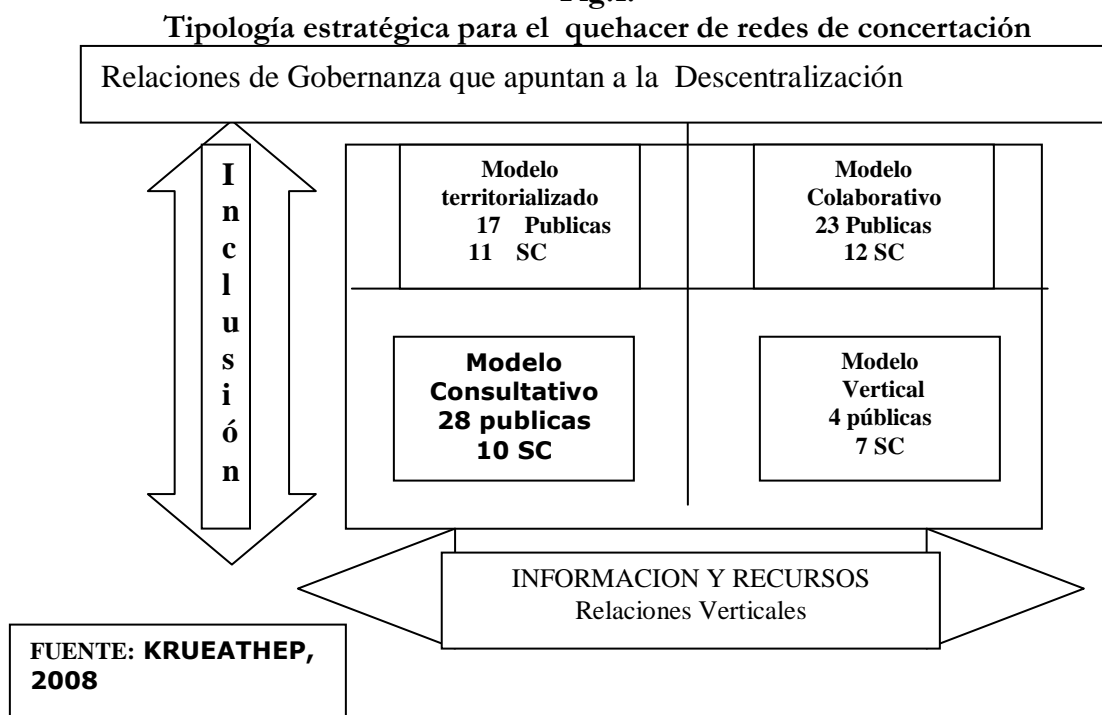 Fig.1.
Tipología estratégica para el quehacer de redes de concertación
Relaciones de Gobernanza que apuntan a la Descentralización
Inclusión
Modelo
territorializado
17 Publicas
11 SC
Modelo
Colaborativo
23 Publicas
12 SC
Modelo
Consultativo
28 publicas
10 SC
Modelo
Vertical
4 públicas
7 SC
INFORMACION Y RECURSOS
Relaciones Verticales
FUENTE: KRUEATHEP,
2008